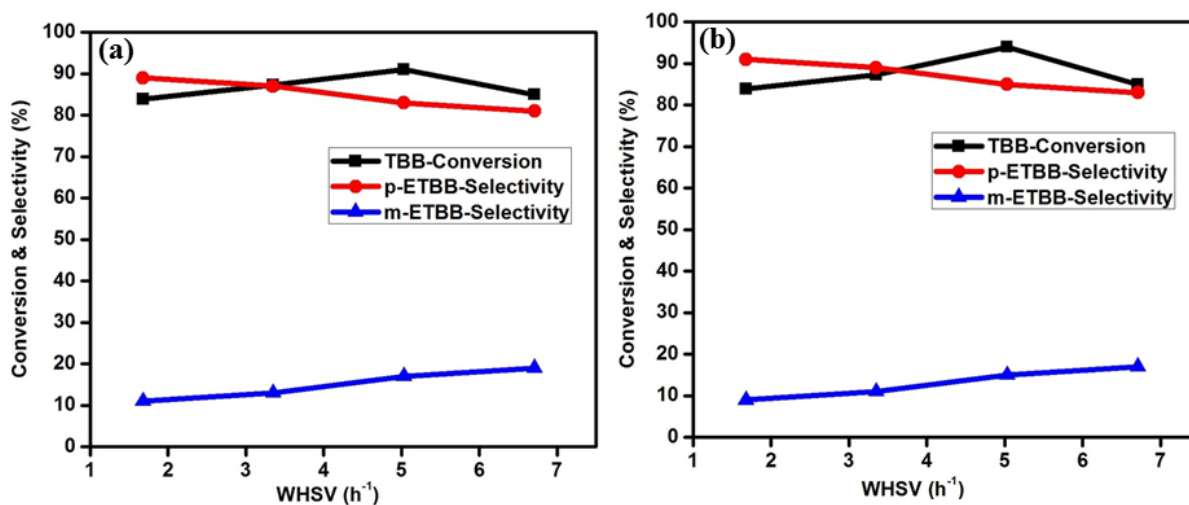 (a)
Conversion & Selectivity (%)
100
90
80
70
60
50
40
30
20
10
0
TBB-Conversion
p-ETBB-Selectivity
m-ETBB-Selectivity
1 2 3 4 5 6 7
WHSV (h⁻¹)
(b)
Conversion & Selectivity (%)
100
90
80
70
60
50
40
30
20
10
0
TBB-Conversion
p-ETBB-Selectivity
m-ETBB-Selectivity
1 2 3 4 5 6 7
WHSV (h⁻¹)